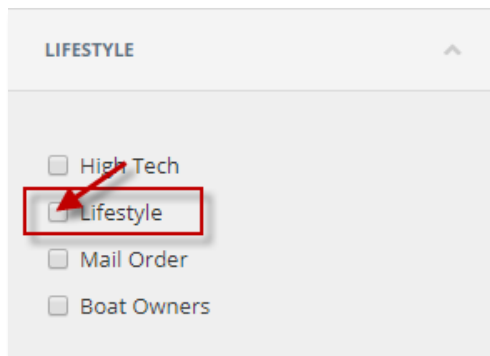 LIFESTYLE
High Tech
Lifestyle
Mail Order
Boat Owners